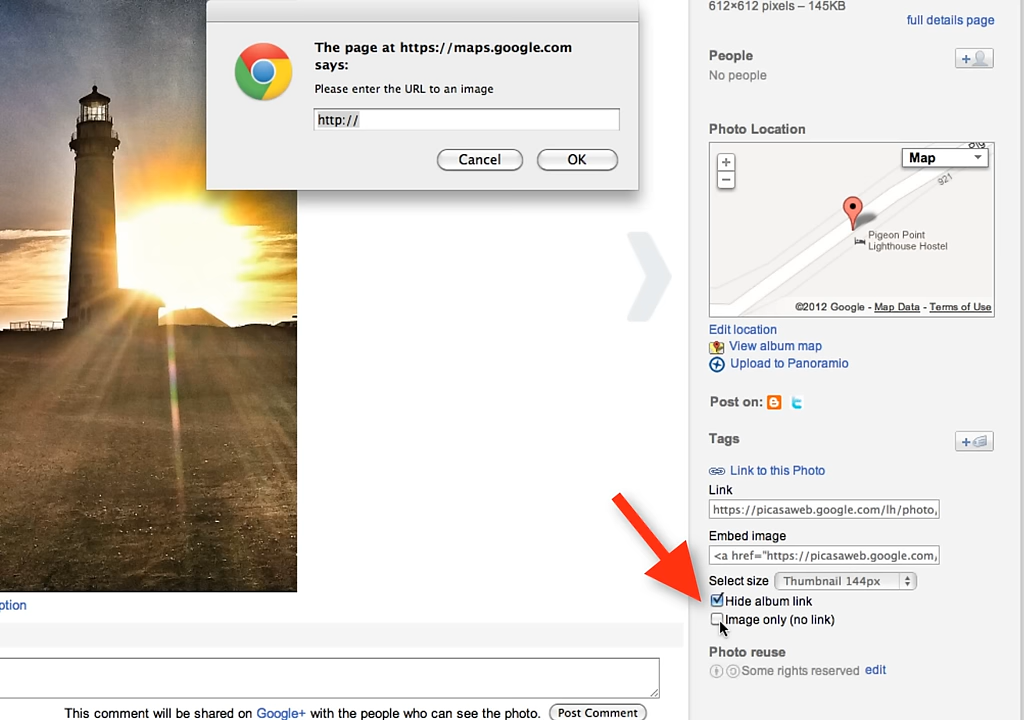 The page at https://maps.google.com
says:
Please enter the URL to an image
http://
Cancel
OK
612×612 pixels – 145KB
full details page
People
No people
Photo Location
+
Map
−
921
Pigeon Point
Lighthouse Hostel
©2012 Google - Map Data - Terms of Use
Edit location
View album map
Upload to Panoramio
Post on:
Tags
Link to this Photo
Link
https://picasaweb.google.com/lh/photo/
Embed image
<a href="https://picasaweb.google.com/
Select size Thumbnail 144px
Hide album link
Image only (no link)
Photo reuse
Some rights reserved edit
ption
This comment will be shared on Google+ with the people who can see the photo.
Post Comment